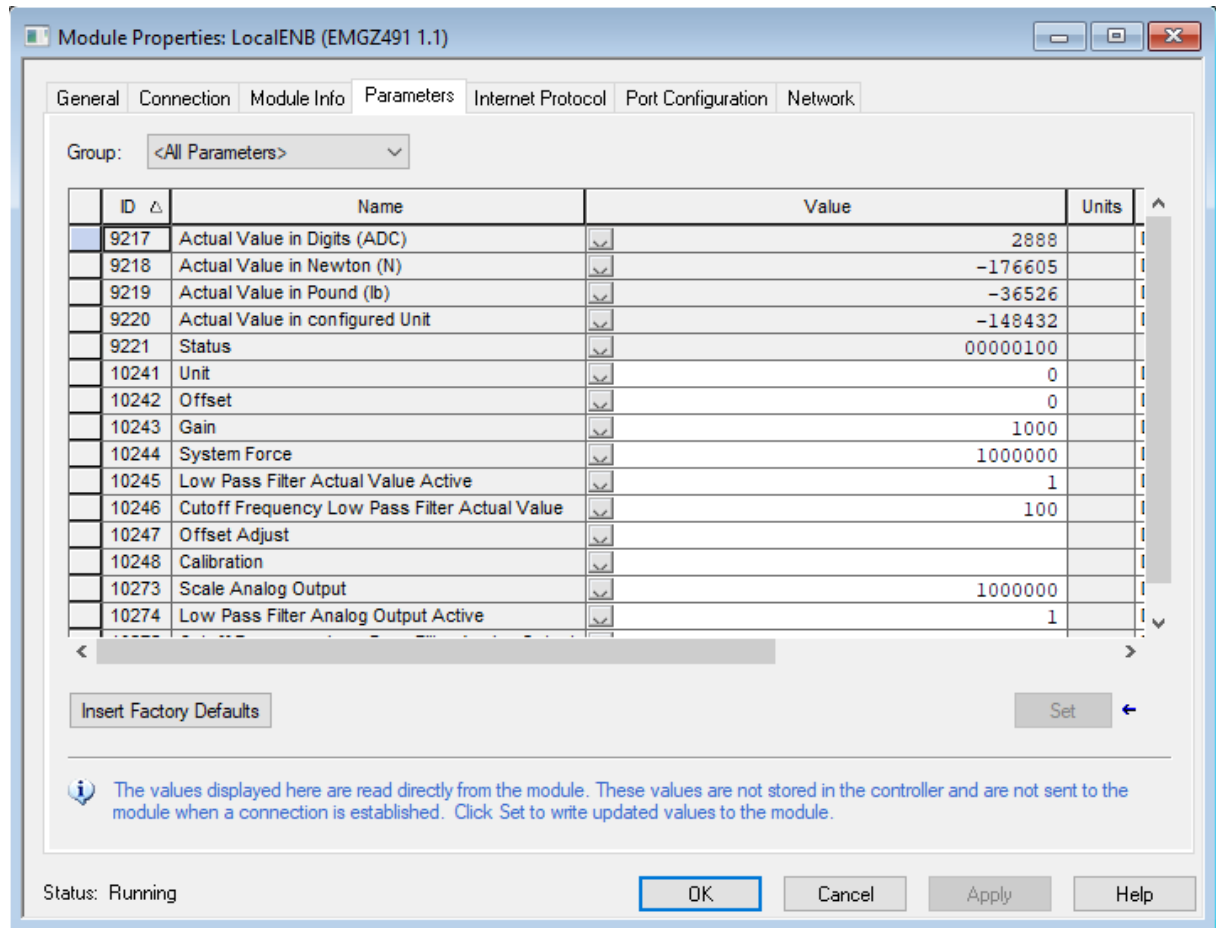 Module Properties: LocalENB (EMGZ491 1.1)
General Connection Module Info Parameters Internet Protocol Port Configuration Network
Group: <All Parameters>
ID Name Value Units
9217 Actual Value in Digits (ADC) 2888
9218 Actual Value in Newton (N) -176605
9219 Actual Value in Pound (lb) -36526
9220 Actual Value in configured Unit -148432
9221 Status 00000100
10241 Unit 0
10242 Offset 0
10243 Gain 1000
10244 System Force 1000000
10245 Low Pass Filter Actual Value Active 1
10246 Cutoff Frequency Low Pass Filter Actual Value 100
10247 Offset Adjust
10248 Calibration
10273 Scale Analog Output 1000000
10274 Low Pass Filter Analog Output Active 1
Insert Factory Defaults Set
The values displayed here are read directly from the module. These values are not stored in the controller and are not sent to the
module when a connection is established. Click Set to write updated values to the module.
Status: Running OK Cancel Apply Help